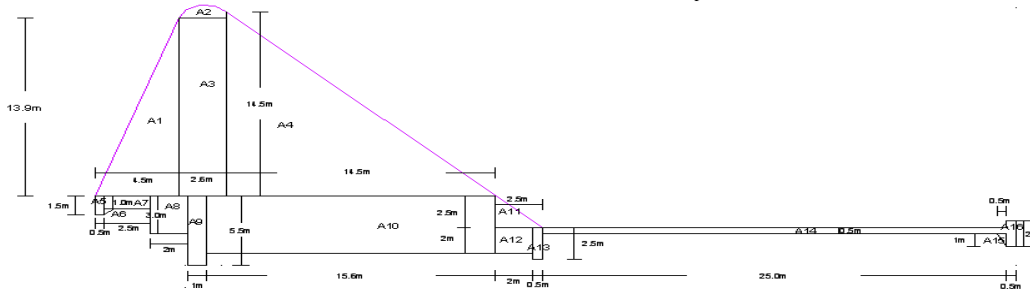 A2
A3
13.9m
14.5m
A1
A4
4.5m 2.6m 14.5m
1.5m A5 1.0m A7 A8 2.5m A11 2.5m 0.5m A16
A6 3.0m A9 5.5m A10
0.5m 2.5m 2m A12 A13 2.5m A14 0.5m 1m A15 2
2m
1m 15.6m 2m 0.5m 25.0m 0.5m